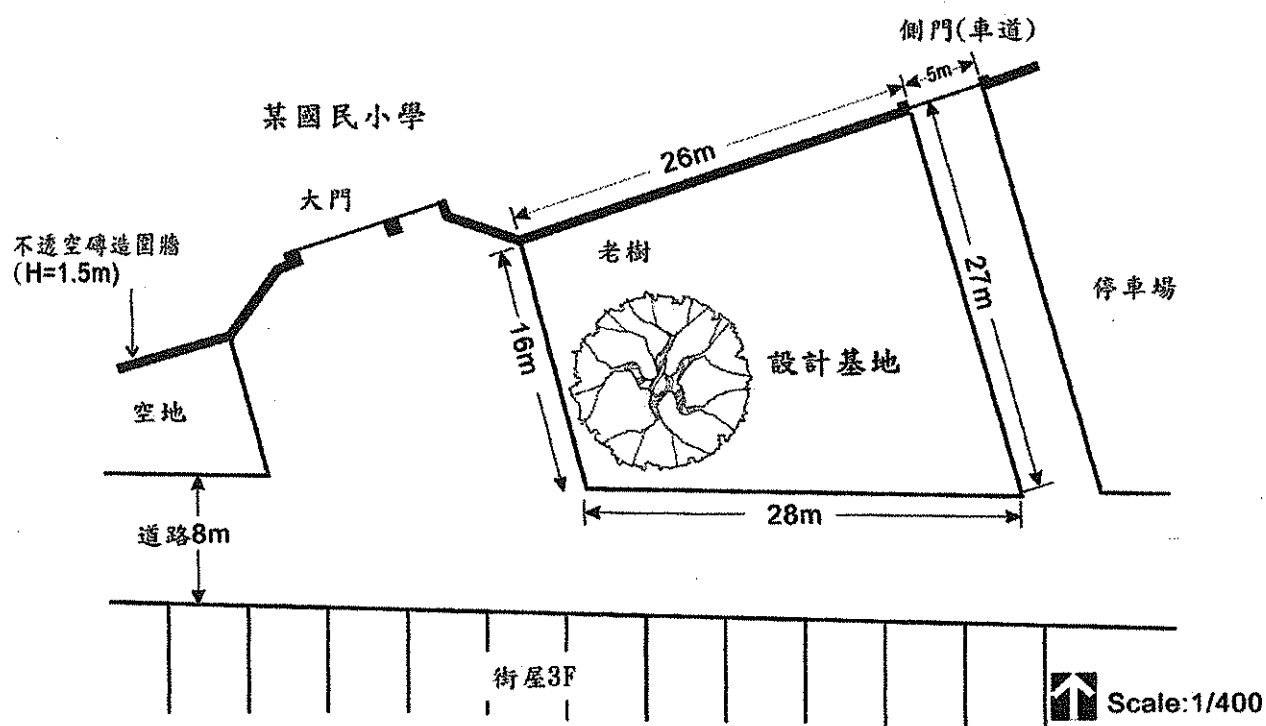 側門(車道)
5m
某國民小學
26m
大門
不透空磚造圍牆
(H=1.5m)
老樹
16m
27m
停車場
設計基地
空地
28m
道路8m
街屋3F
Scale:1/400